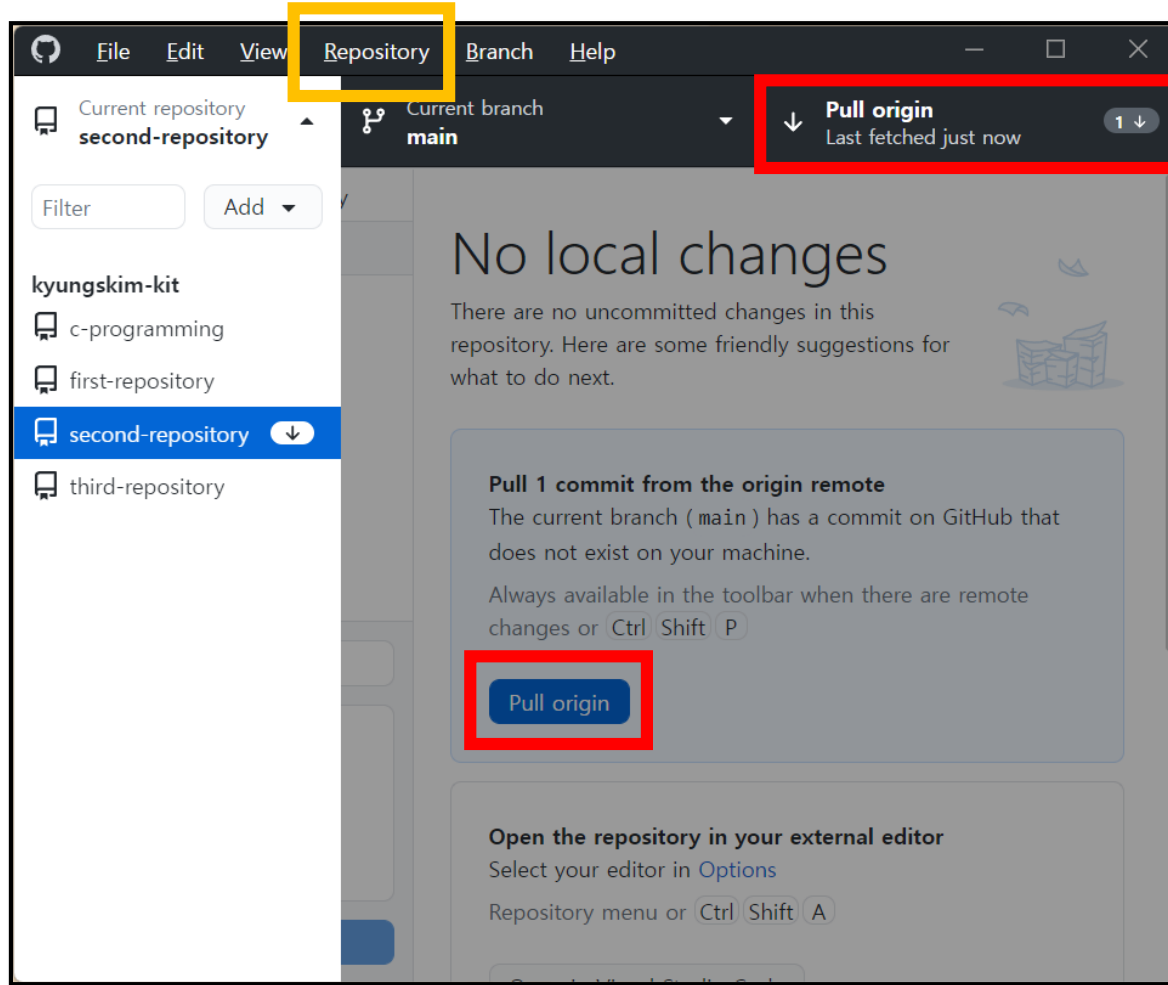 File Edit View Repository Branch Help
Current repository
second-repository
Current branch
main
Pull origin
Last fetched just now
1
Filter
Add
kyungskim-kit
c-programming
first-repository
second-repository
third-repository
No local changes
There are no uncommitted changes in this
repository. Here are some friendly suggestions for
what to do next.
Pull 1 commit from the origin remote
The current branch (main) has a commit on GitHub that
does not exist on your machine.
Always available in the toolbar when there are remote
changes or Ctrl Shift P
Pull origin
Open the repository in your external editor
Select your editor in Options
Repository menu or Ctrl Shift A